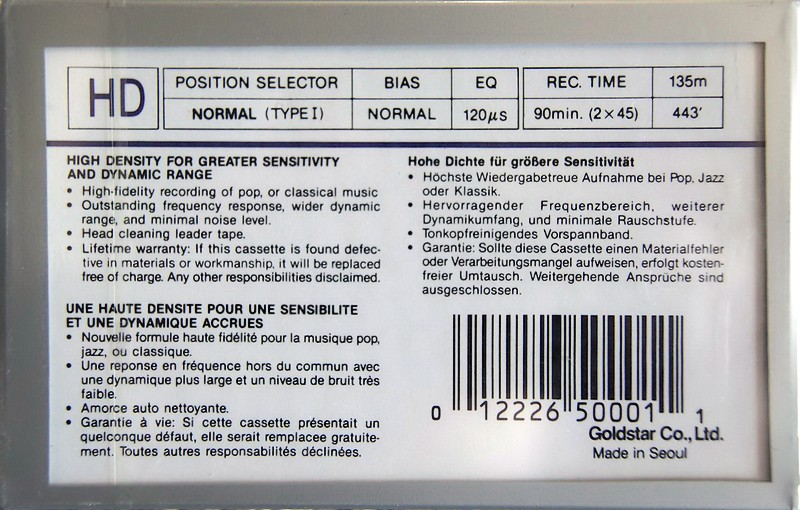 HD
POSITION SELECTOR BIAS EQ REC. TIME 135m
NORMAL (TYPE I) NORMAL 120μs 90min. (2×45) 443'
HIGH DENSITY FOR GREATER SENSITIVITY
AND DYNAMIC RANGE
• High-fidelity recording of pop, or classical music
• Outstanding frequency response, wider dynamic
range, and minimal noise level.
• Head cleaning leader tape.
• Lifetime warranty: If this cassette is found defec-
tive in materials or workmanship, it will be replaced
free of charge. Any other responsibilities disclaimed.
UNE HAUTE DENSITE POUR UNE SENSIBILITE
ET UNE DYNAMIQUE ACCRUES
• Nouvelle formule haute fidélité pour la musique pop,
jazz, ou classique.
• Une reponse en fréquence hors du commun avec
une dynamique plus large et un niveau de bruit très
faible.
• Amorce auto nettoyante.
• Garantie à vie: Si cette cassette présentait un
quelconque défaut, elle serait remplacee gratuite-
ment. Toutes autres responsabilités déclinées.
Hohe Dichte für größere Sensitivität
• Höchste Wiedergabetreue Aufnahme bei Pop, Jazz
oder Klassik.
• Hervorragender Frequenzbereich, weiterer
Dynamikumfang, und minimale Rauschstufe.
• Tonkopfreinigendes Vorspannband.
• Garantie: Sollte diese Cassette einen Materialfehler
oder Verarbeitungsmangel aufweisen, erfolgt kosten-
freier Umtausch. Weitergehende Ansprüche sind
ausgeschlossen.
0 12226 50001 1
Goldstar Co., Ltd.
Made in Seoul